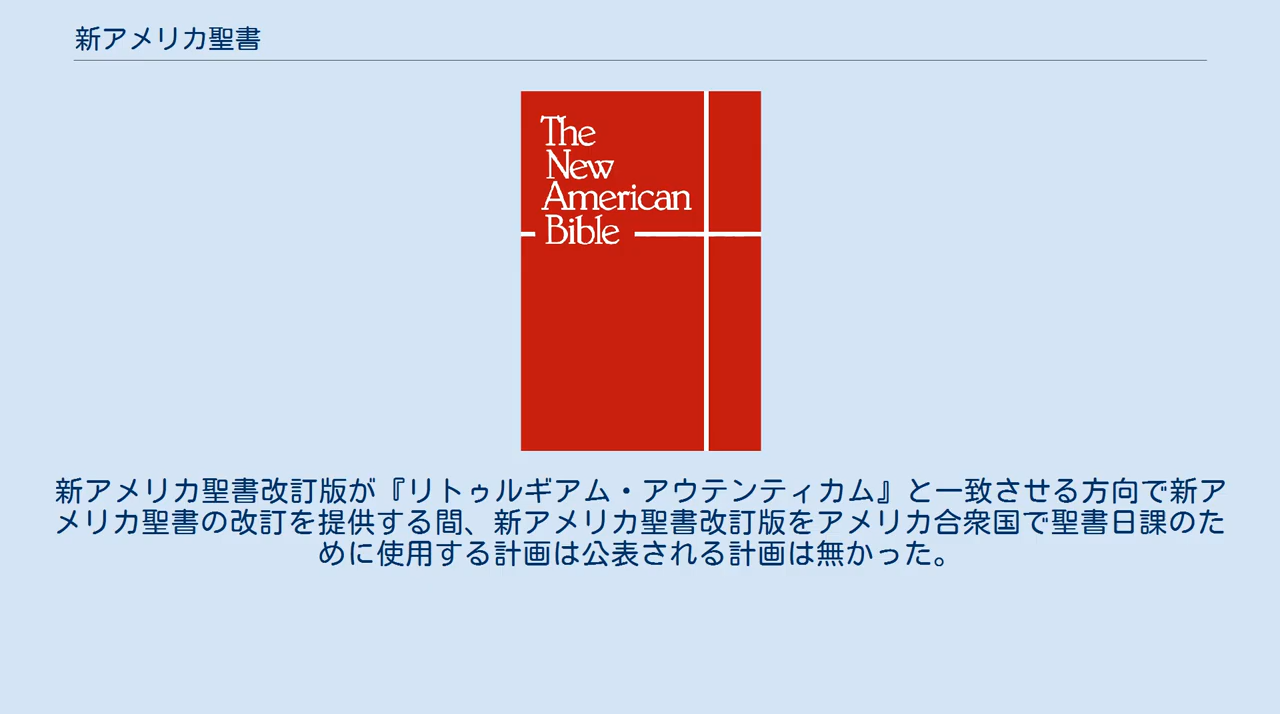 新アメリカ聖書
The
New
American
Bible
新アメリカ聖書改訂版が『リトゥルギアム・アウテンティカム』と一致させる方向で新ア
メリカ聖書の改訂を提供する間、新アメリカ聖書改訂版をアメリカ合衆国で聖書日課のた
めに使用する計画は公表される計画は無かった。